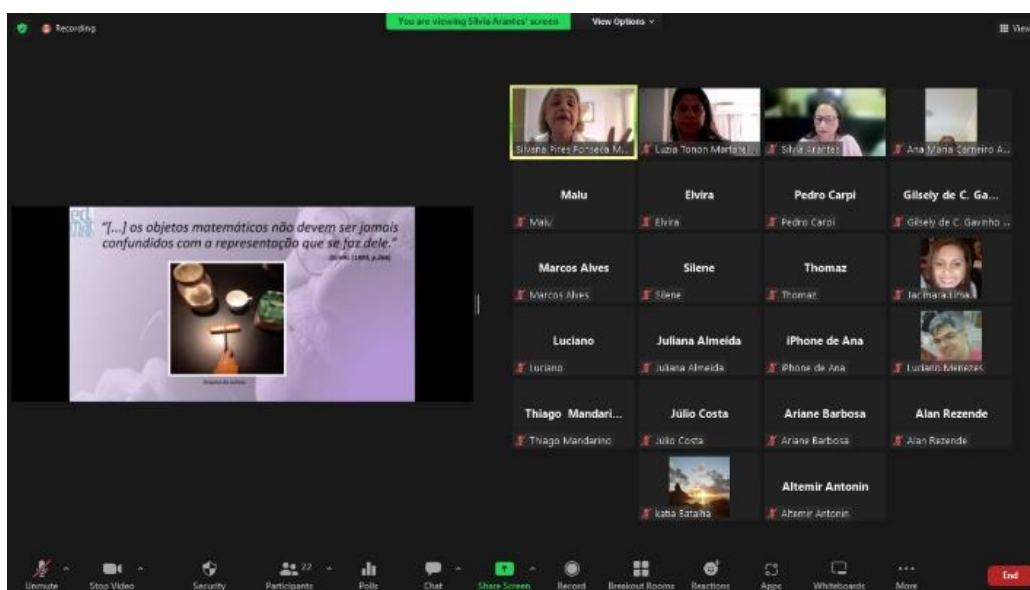 Recording
You are viewing Silvia Arantes' screen
View Options
View
"[...] os objetos matemáticos não devem ser jamais
confundidos com a representação que se faz dele."
Silvana Pires Fonseca M...
Luzia Tonon Martarel...
Silvia Arantes
Ana Maria Carneiro A...
Malu
Elvira
Pedro Carpi
Gilsely de C. Ga...
Malu
Elvira
Pedro Carpi
Gilsely de C. Gavinho ...
Marcos Alves
Silene
Thomaz
Marcos Alves
Silene
Thomaz
Jacimara Lima
Luciano
Juliana Almeida
iPhone de Ana
Luciano
Juliana Almeida
iPhone de Ana
Luciano Menezes
Thiago Mandari...
Júlio Costa
Ariane Barbosa
Alan Rezende
Thiago Mandarino
Júlio Costa
Ariane Barbosa
Alan Rezende
Altemir Antonin
katia Batalha
Altemir Antonin
22
Unmute
Stop Video
Security
Participants
Polls
Chat
Share Screen
Record
Breakout Rooms
Reactions
Apps
Whiteboards
More
End